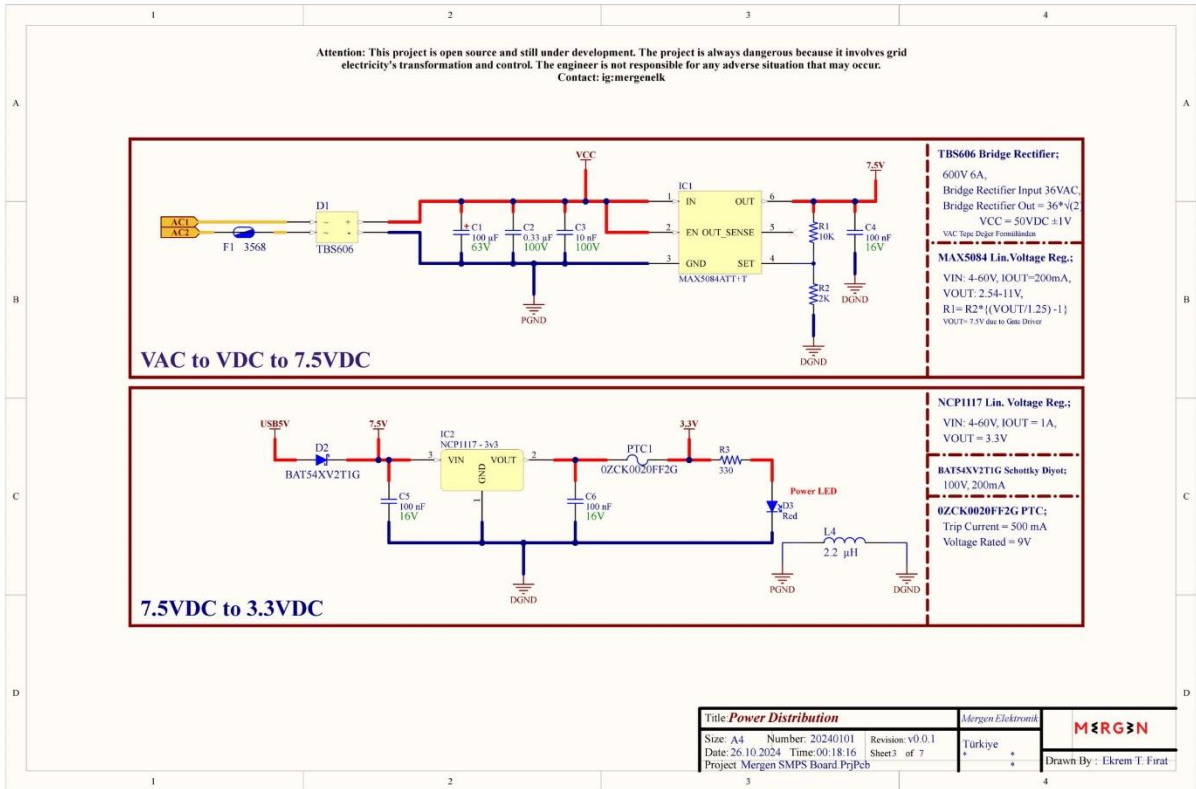 1 2 3 4
Attention: This project is open source and still under development. The project is always dangerous because it involves grid
electricity's transformation and control. The engineer is not responsible for any adverse situation that may occur.
Contact: ig:mergenelk
A A
VCC
7.5V
D1
IC1
AC1
AC2
F1 3568
TBS606
~ +
~ -
1 IN OUT 6
2 EN OUT_SENSE 5
3 GND SET 4
MAX5084ATT+T
+ C1
100 µF
63V
C2
0.33 µF
100V
C3
10 nF
100V
R1
10K
C4
100 nF
16V
R2
2K
PGND
DGND
DGND
VAC to VDC to 7.5VDC
TBS606 Bridge Rectifier;
600V 6A,
Bridge Rectifier Input 36VAC,
Bridge Rectifier Out = 36*√(2)
VCC = 50VDC ±1V
VAC Tepe Değer Formülünden
MAX5084 Lin.Voltage Reg.;
VIN: 4-60V, IOUT=200mA,
VOUT: 2.54-11V,
R1= R2*{(VOUT/1.25) -1}
VOUT= 7.5V due to Gate Driver
B B
USB5V
7.5V
D2
BAT54XV2T1G
IC2
NCP1117 - 3v3
3 VIN VOUT 2
GND
1
PTC1
0ZCK0020FF2G
3.3V
R3
330
C5
100 nF
16V
C6
100 nF
16V
Power LED
D3
Red
L4
2.2 µH
PGND
DGND
DGND
7.5VDC to 3.3VDC
NCP1117 Lin. Voltage Reg.;
VIN: 4-60V, IOUT = 1A,
VOUT = 3.3V
BAT54XV2T1G Schottky Diyot;
100V, 200mA
0ZCK0020FF2G PTC;
Trip Current = 500 mA
Voltage Rated = 9V
C C
D D
Title: Power Distribution
Size: A4 Number: 20240101 Revision: v0.0.1
Date: 26.10.2024 Time: 00:18:16 Sheet3 of 7
Project Mergen SMPS Board.PrjPcb
Mergen Elektronik
Türkiye
* *
*
MERGEN
Drawn By : Ekrem T. Fırat
1 2 3 4